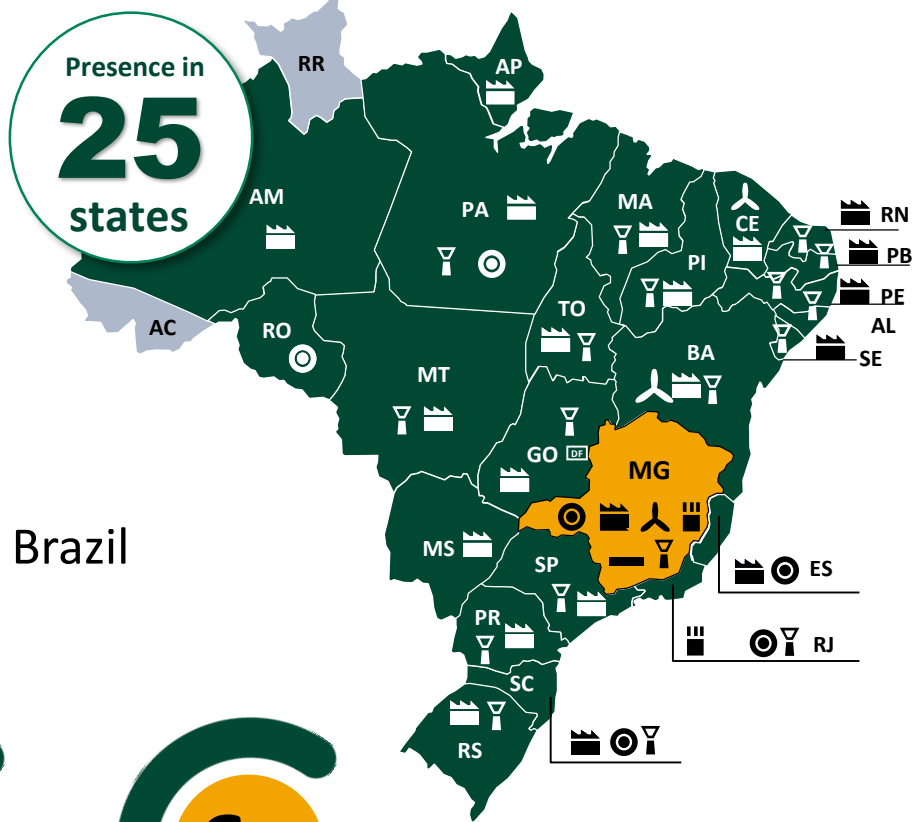 Presence in
25
states
RR
AP
AM
PA
MA
CE
RN
PB
PI
PE
AL
SE
TO
AC
RO
BA
MT
GO
DF
MG
Brazil
MS
SP
ES
PR
RJ
SC
RS